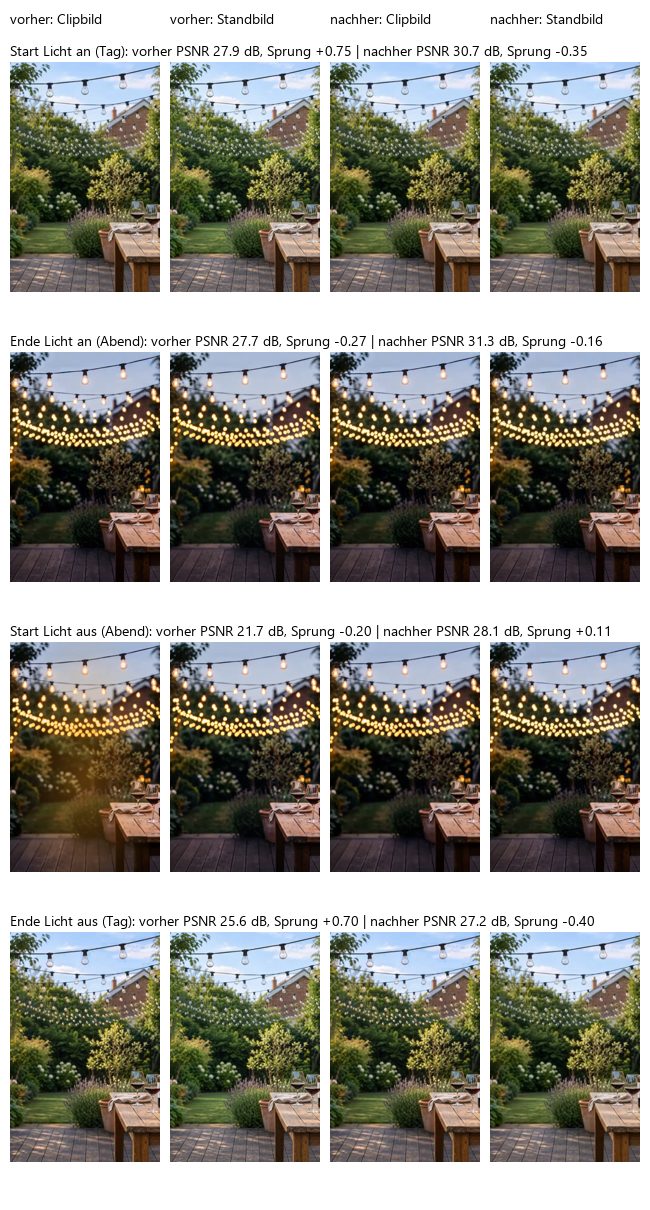 vorher: Clipbild vorher: Standbild nachher: Clipbild nachher: Standbild
Start Licht an (Tag): vorher PSNR 27.9 dB, Sprung +0.75 | nachher PSNR 30.7 dB, Sprung -0.35
Ende Licht an (Abend): vorher PSNR 27.7 dB, Sprung -0.27 | nachher PSNR 31.3 dB, Sprung -0.16
Start Licht aus (Abend): vorher PSNR 21.7 dB, Sprung -0.20 | nachher PSNR 28.1 dB, Sprung +0.11
Ende Licht aus (Tag): vorher PSNR 25.6 dB, Sprung +0.70 | nachher PSNR 27.2 dB, Sprung -0.40